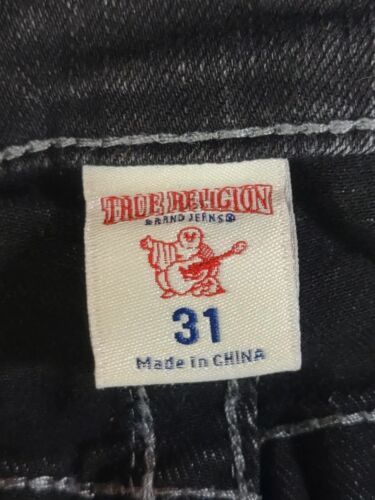 TRUE RELIGION
BRAND JEANS®
31
Made in CHINA